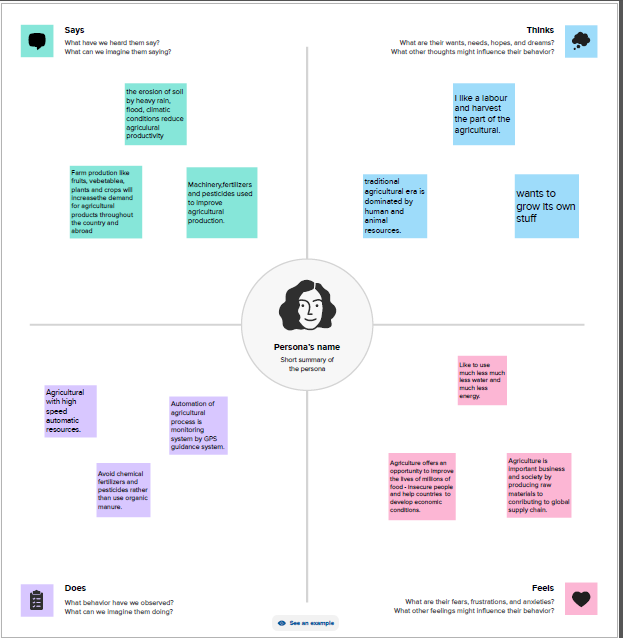 Says
What have we heard them say?
What can we imagine them saying?
Thinks
What are their wants, needs, hopes, and dreams?
What other thoughts might influence their behavior?
the erosion of soil
by heavy rain,
flood, climatic
conditions reduce
agricultural
productivity
Farm prodution like
fruits, vebetablea,
plants and crops will
increasethe demand
for agricultural
products throughout
the country and
abroad
Machinery,fertilizers
and pesticides used
to improve
agricultural
production.
I like a labour
and harvest
the part of the
agricultural.
traditional
agricultural era is
dominated by
human and
animal
resources.
wants to
grow its own
stuff
Persona's name
Short summary of
the persona
Agricultural
with high
speed
automatic
resources.
Automation of
agricultural
process is
monitoring
system by GPS
guidance system.
Avoid chemical
fertilizers and
pesticides rather
than use organic
manure.
Like to use
much less much
less water and
much less
energy.
Agriculture offers an
opportunity to improve
the lives of millions of
food - insecure people
and help countries to
develop economic
conditions.
Agriculture is
important business
and society by
producing raw
materials to
conributing to global
supply chain.
Does
What behavior have we observed?
What can we imagine them doing?
See an example
Feels
What are their fears, frustrations, and anxieties?
What other feelings might influence their behavior?